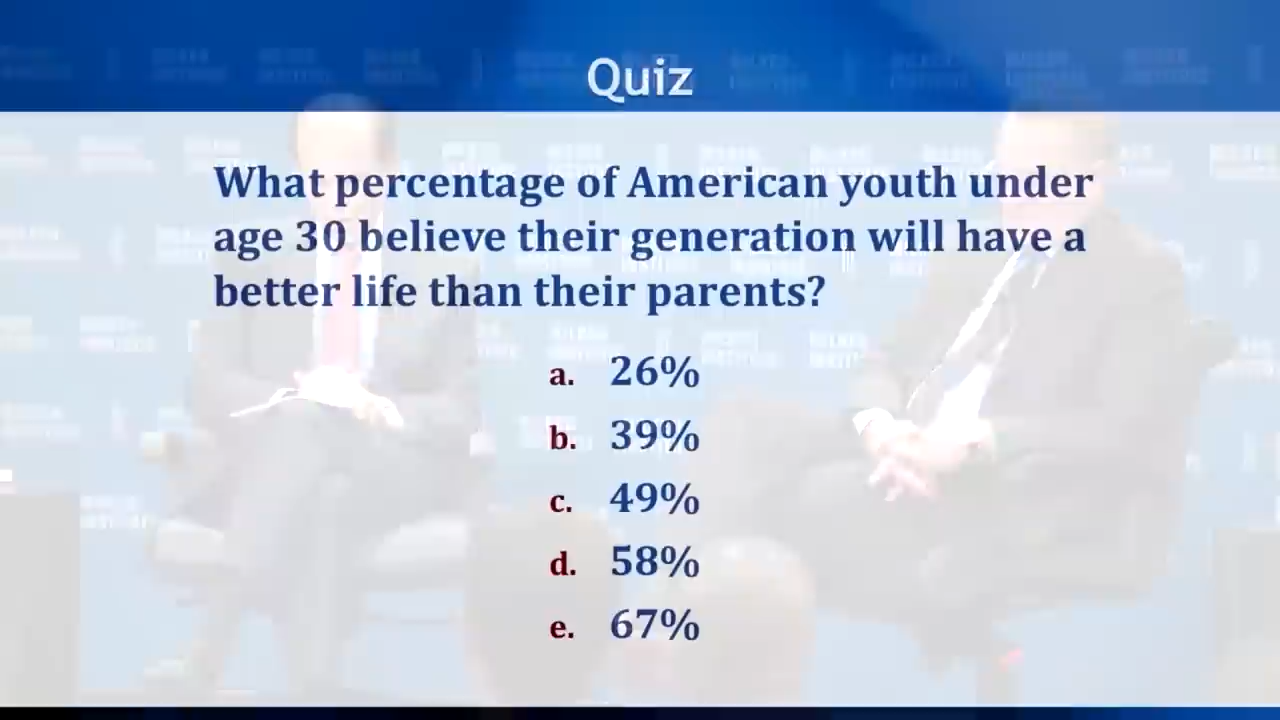 Quiz
What percentage of American youth under
age 30 believe their generation will have a
better life than their parents?
a. 26%
b. 39%
c. 49%
d. 58%
e. 67%